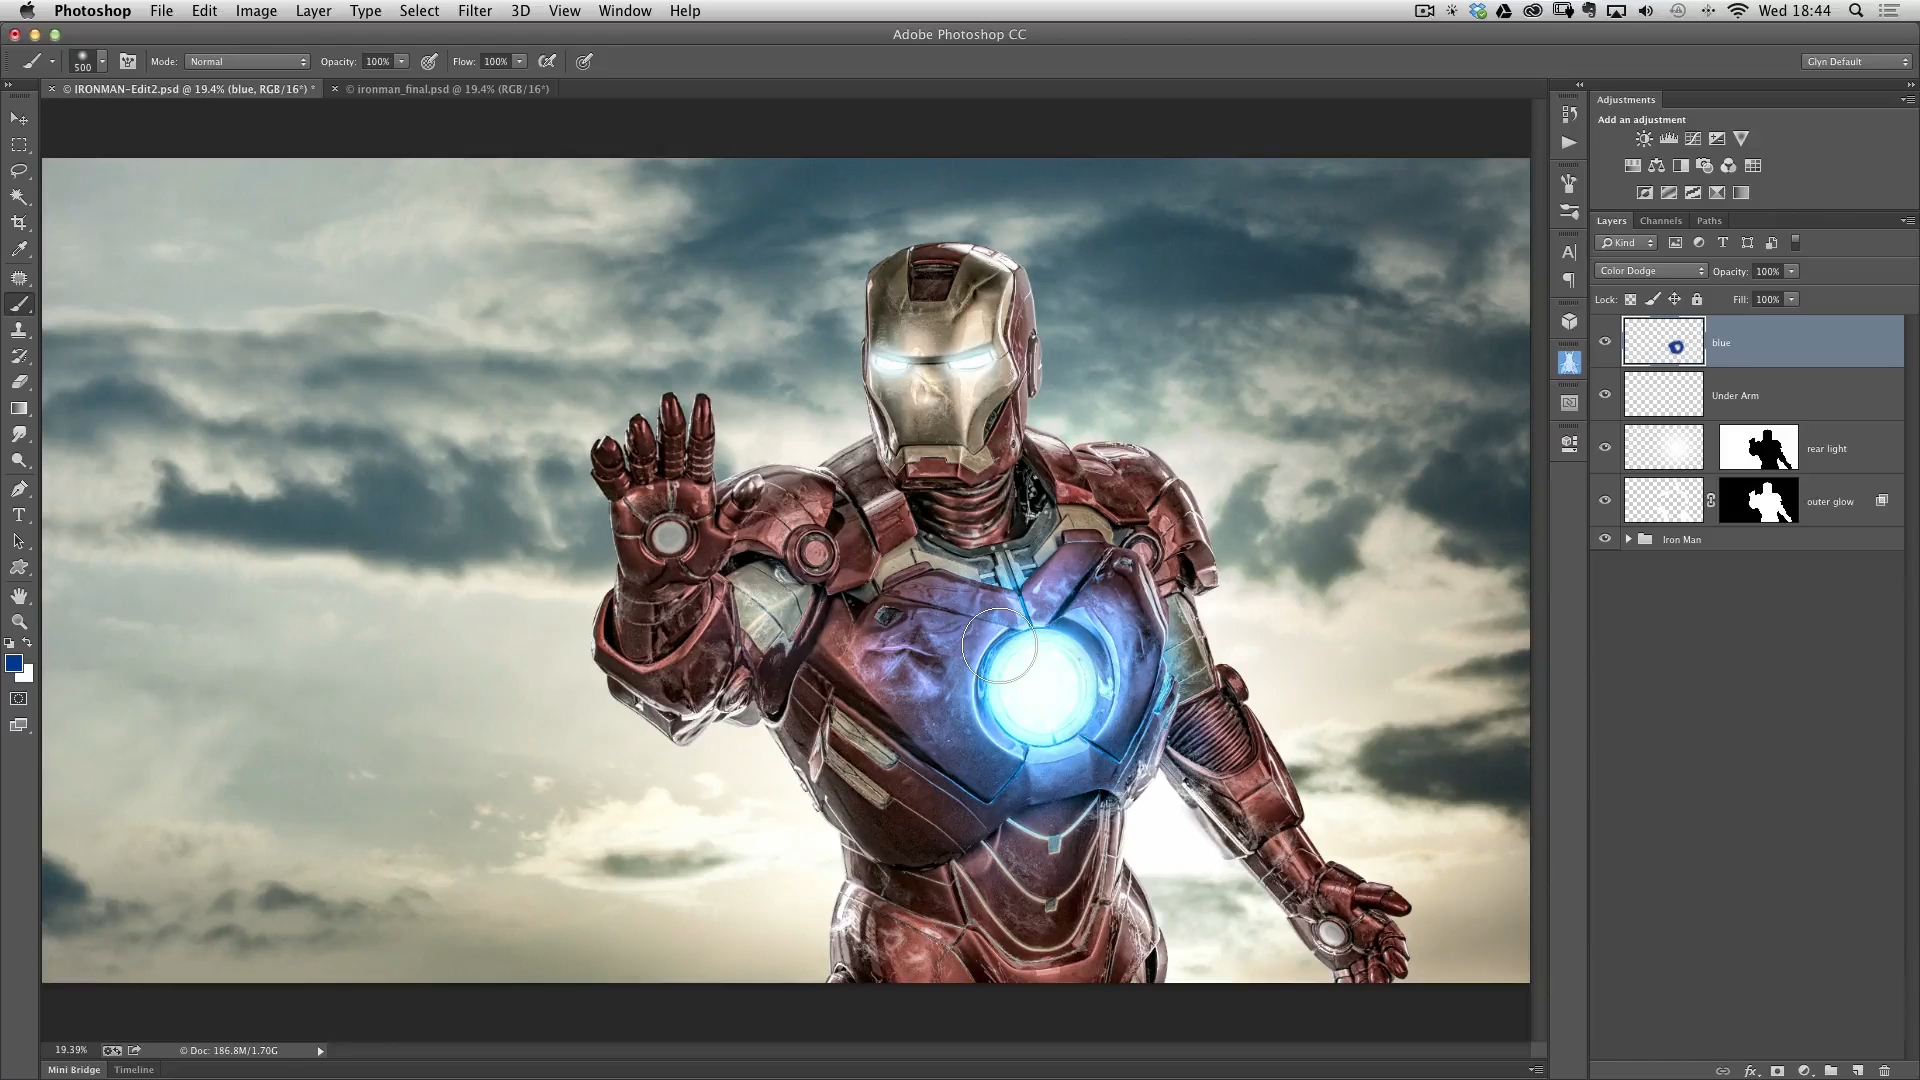 Photoshop File Edit Image Layer Type Select Filter 3D View Window Help Wed 18:44
Adobe Photoshop CC
500 Mode: Normal Opacity: 100% Flow: 100% Glyn Default
× © IRONMAN-Edit2.psd @ 19.4% (blue, RGB/16*) * × © ironman_final.psd @ 19.4% (RGB/16*)
Adjustments
Add an adjustment
Layers Channels Paths
Kind
Color Dodge Opacity: 100%
Lock: Fill: 100%
blue
Under Arm
rear light
outer glow
Iron Man
19.39% © Doc: 186.8M/1.70G
Mini Bridge Timeline